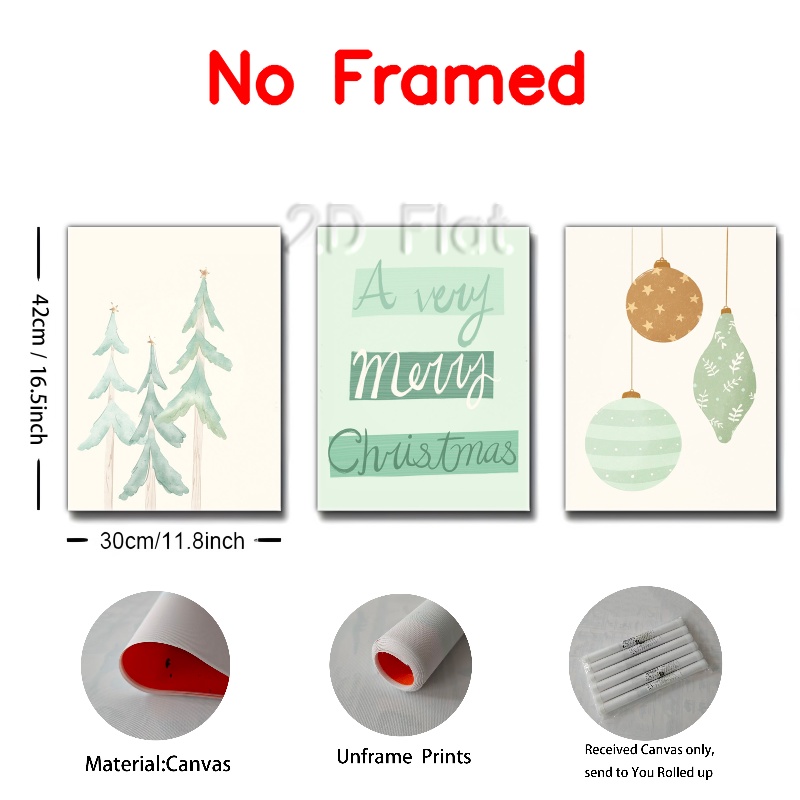 No Framed
2D Flat
A very
Merry
Christmas
42cm / 16.5inch
30cm/11.8inch
Material:Canvas
Unframe Prints
Received Canvas only,
send to You Rolled up